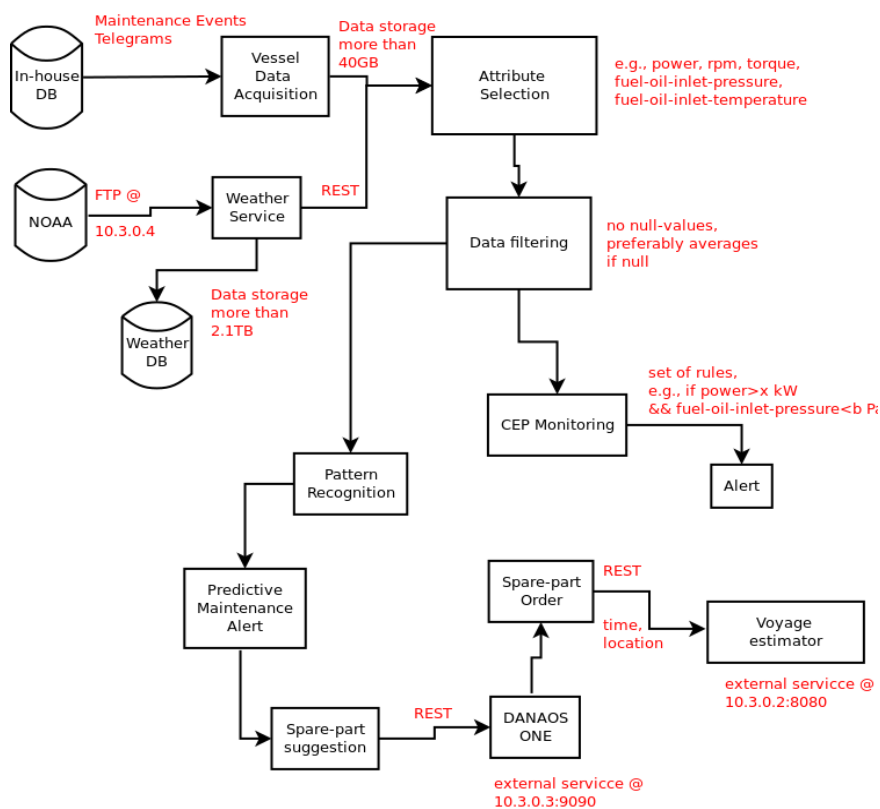 Maintenance Events
Telegrams
In-house
DB
Vessel
Data
Acquisition
Data storage
more than
40GB
Attribute
Selection
e.g., power, rpm, torque,
fuel-oil-inlet-pressure,
fuel-oil-inlet-temperature
NOAA
FTP @
10.3.0.4
Weather
Service
REST
Data filtering
no null-values,
preferably averages
if null
Weather
DB
Data storage
more than
2.1TB
CEP Monitoring
set of rules,
e.g., if power>x kW
&& fuel-oil-inlet-pressure<b Pa
Alert
Pattern
Recognition
Predictive
Maintenance
Alert
Spare-part
Order
REST
time,
location
Voyage
estimator
external servicce @
10.3.0.2:8080
Spare-part
suggestion
REST
DANAOS
ONE
external servicce @
10.3.0.3:9090